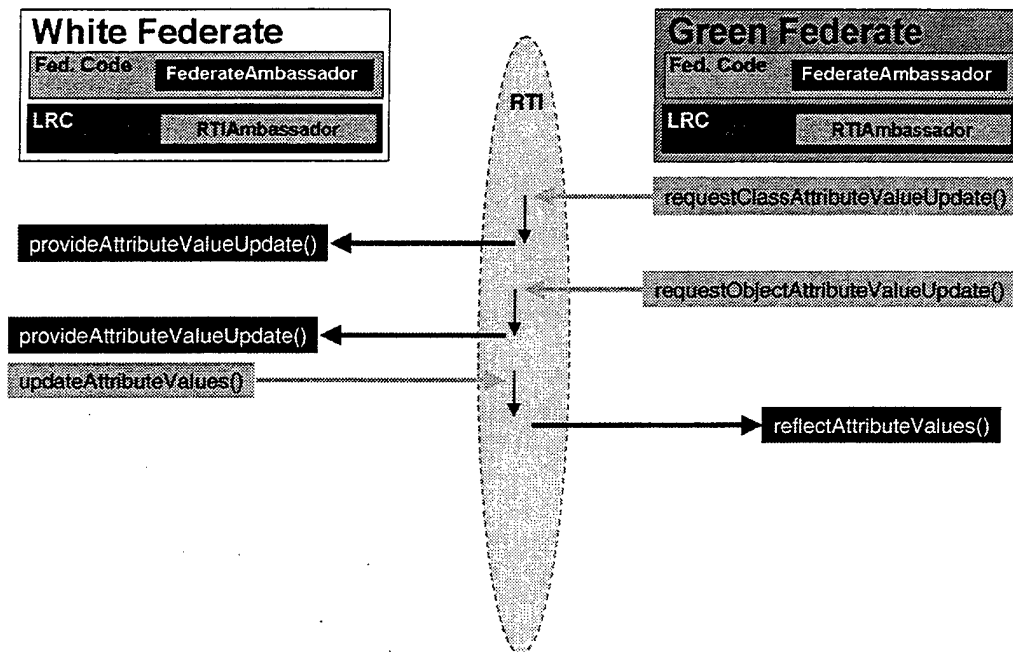 White Federate
Fed. Code
FederateAmbassador
LRC
RTIAmbassador
RTI
Green Federate
Fed. Code
FederateAmbassador
LRC
RTIAmbassador
requestClassAttributeValueUpdate()
provideAttributeValueUpdate()
requestObjectAttributeValueUpdate()
provideAttributeValueUpdate()
updateAttributeValues()
reflectAttributeValues()